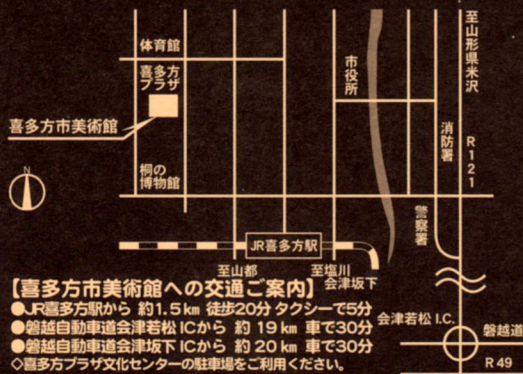 体育館
喜多方
プラザ
喜多方市美術館
桐の
博物館
N
市役所
至山形県米沢
消防署
R121
警察署
JR喜多方駅
至山都
至塩川
会津坂下
【喜多方市美術館への交通ご案内】
●JR喜多方駅から 約1.5km 徒歩20分 タクシーで5分
●磐越自動車道会津若松 ICから 約 19 km 車で30分
●磐越自動車道会津坂下 ICから 約 20 km 車で30分
◇喜多方プラザ文化センターの駐車場をご利用ください。
会津若松 I.C.
磐越道
R49